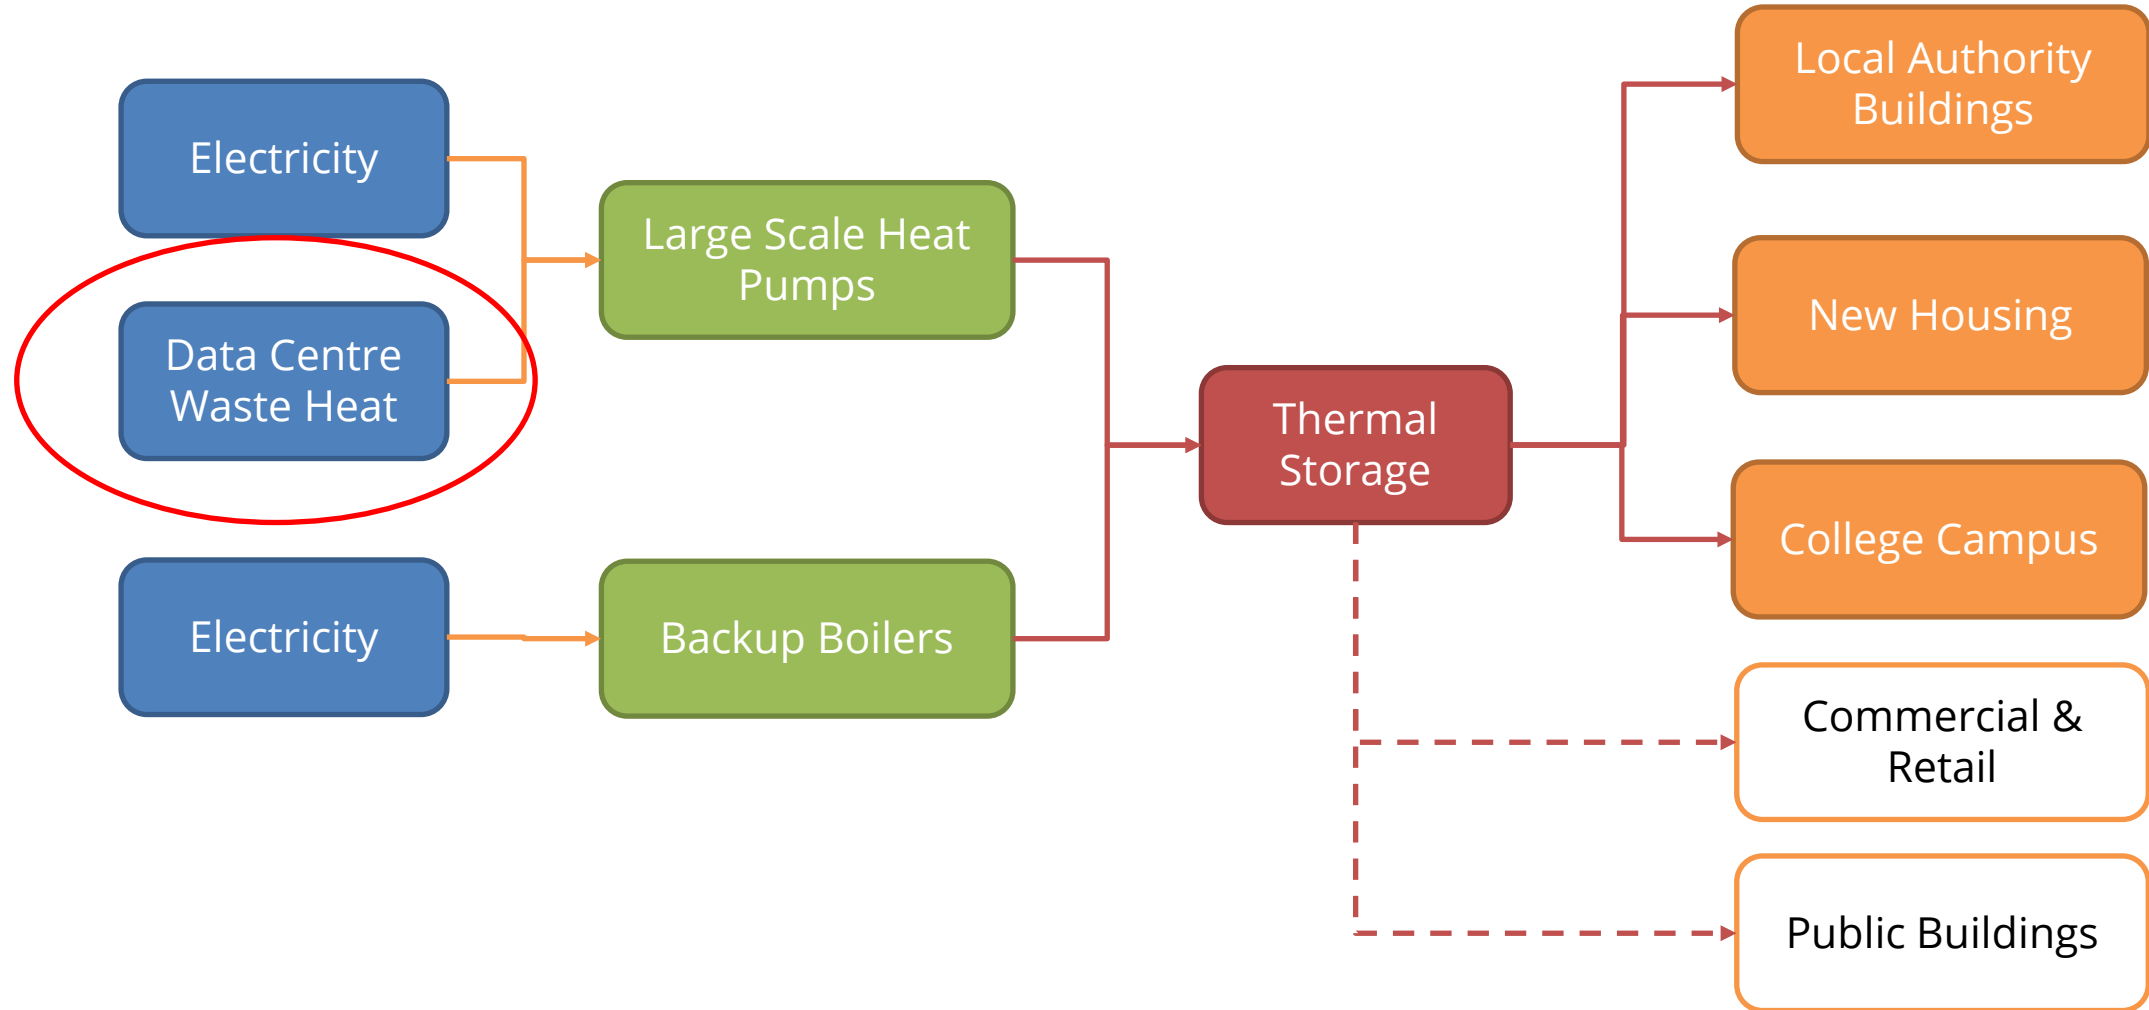 Electricity
Data Centre
Waste Heat
Electricity
Large Scale Heat
Pumps
Backup Boilers
Thermal
Storage
Local Authority
Buildings
New Housing
College Campus
Commercial &
Retail
Public Buildings